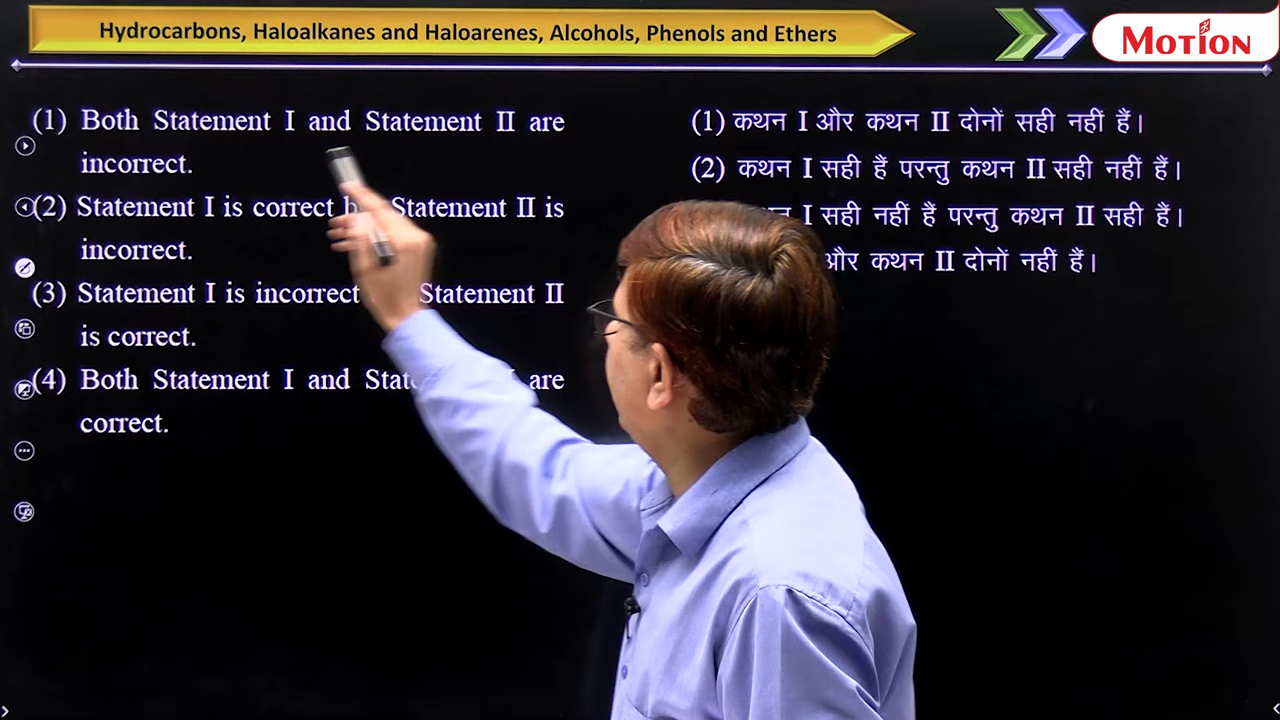 Hydrocarbons, Haloalkanes and Haloarenes, Alcohols, Phenols and Ethers
MOTION
(1) Both Statement I and Statement II are
incorrect.
(2) Statement I is correct Statement II is
incorrect.
(3) Statement I is incorrect Statement II
is correct.
(4) Both Statement I and are
correct.
(1) कथन I और कथन II दोनों सही नहीं हैं।
(2) कथन I सही हैं परन्तु कथन II सही नहीं हैं।
I सही नहीं हैं परन्तु कथन II सही हैं।
और कथन II दोनों नहीं हैं।